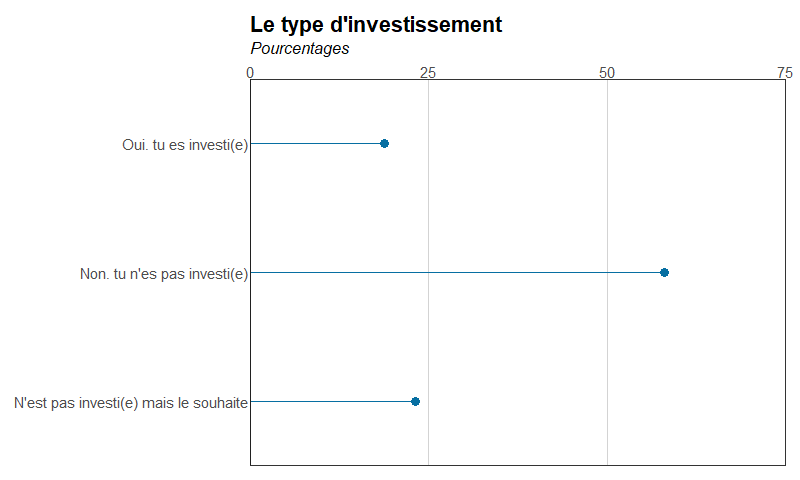 Le type d'investissement
Pourcentages
0 25 50 75
Oui. tu es investi(e)
Non. tu n'es pas investi(e)
N'est pas investi(e) mais le souhaite